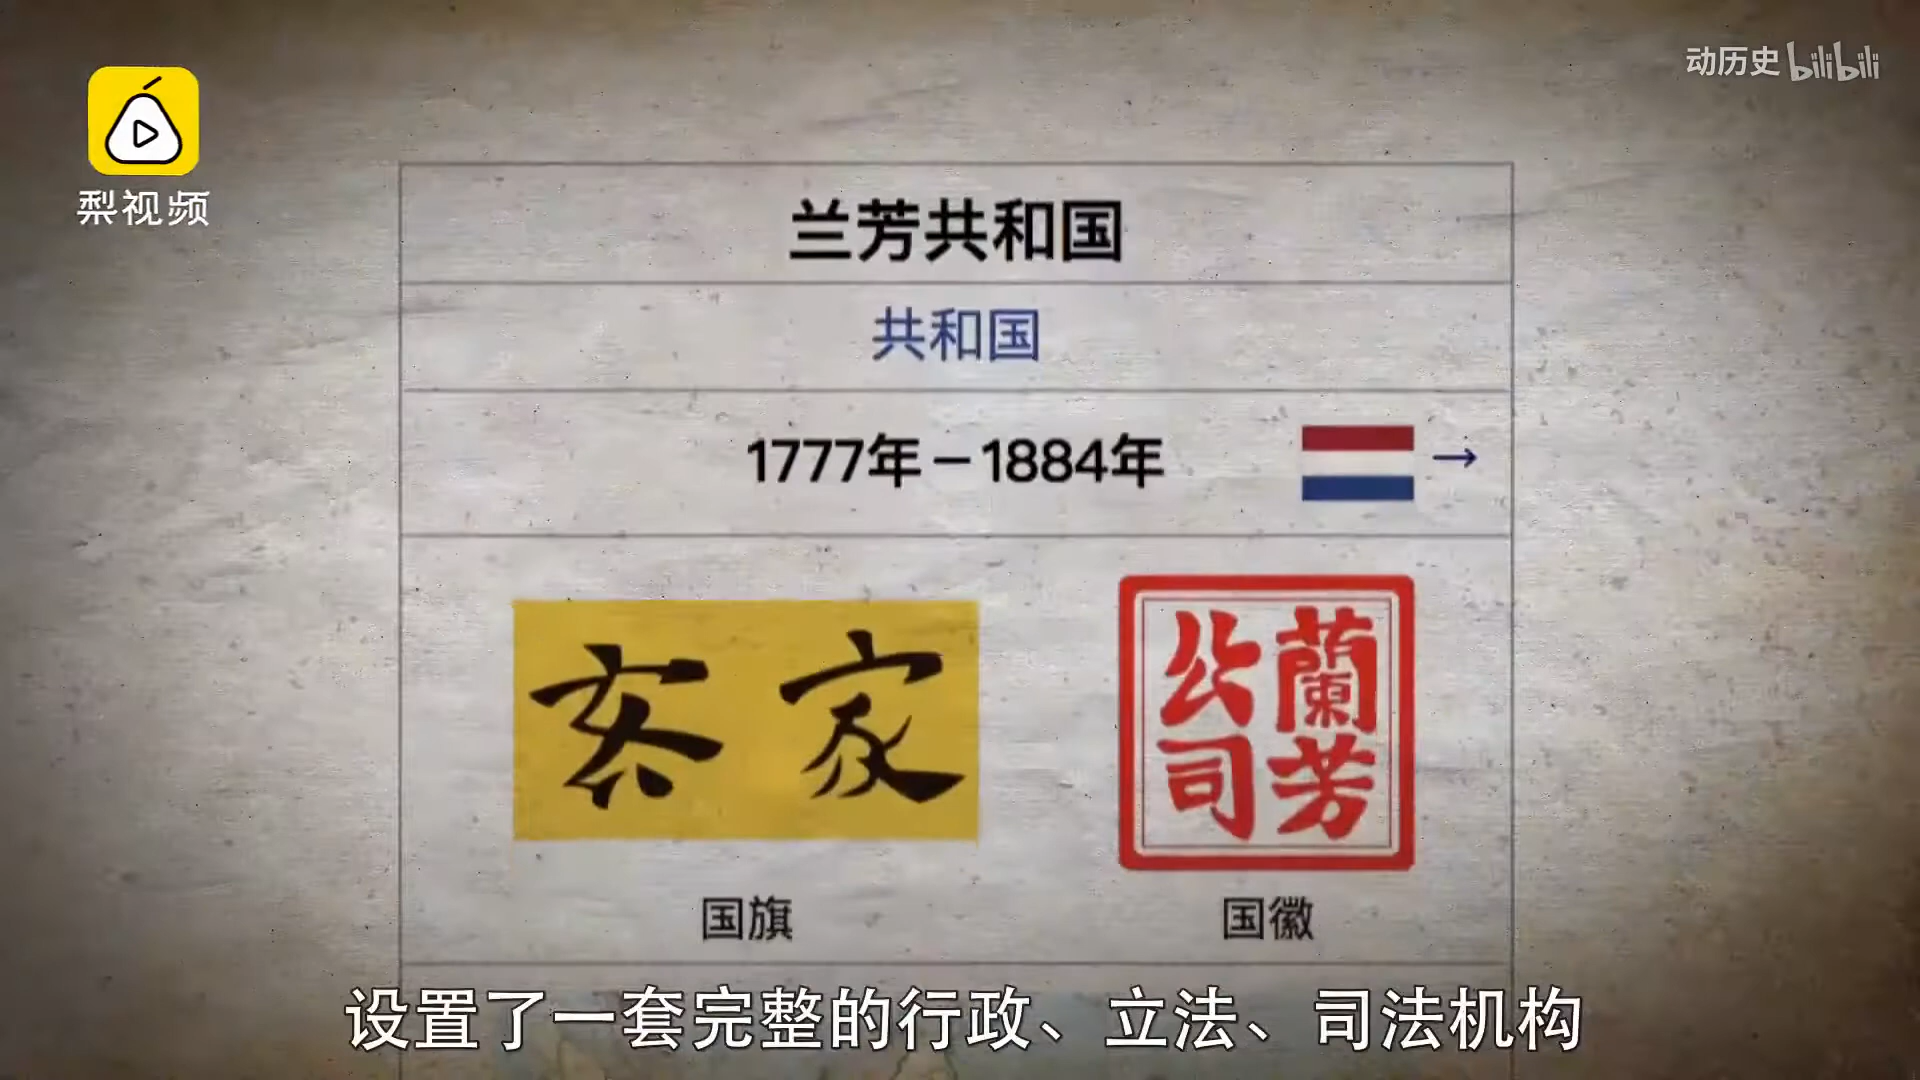 动历史 bilibili
梨视频
兰芳共和国
共和国
1777年－1884年 →
客家
蘭芳
公司
国旗
国徽
设置了一套完整的行政、立法、司法机构